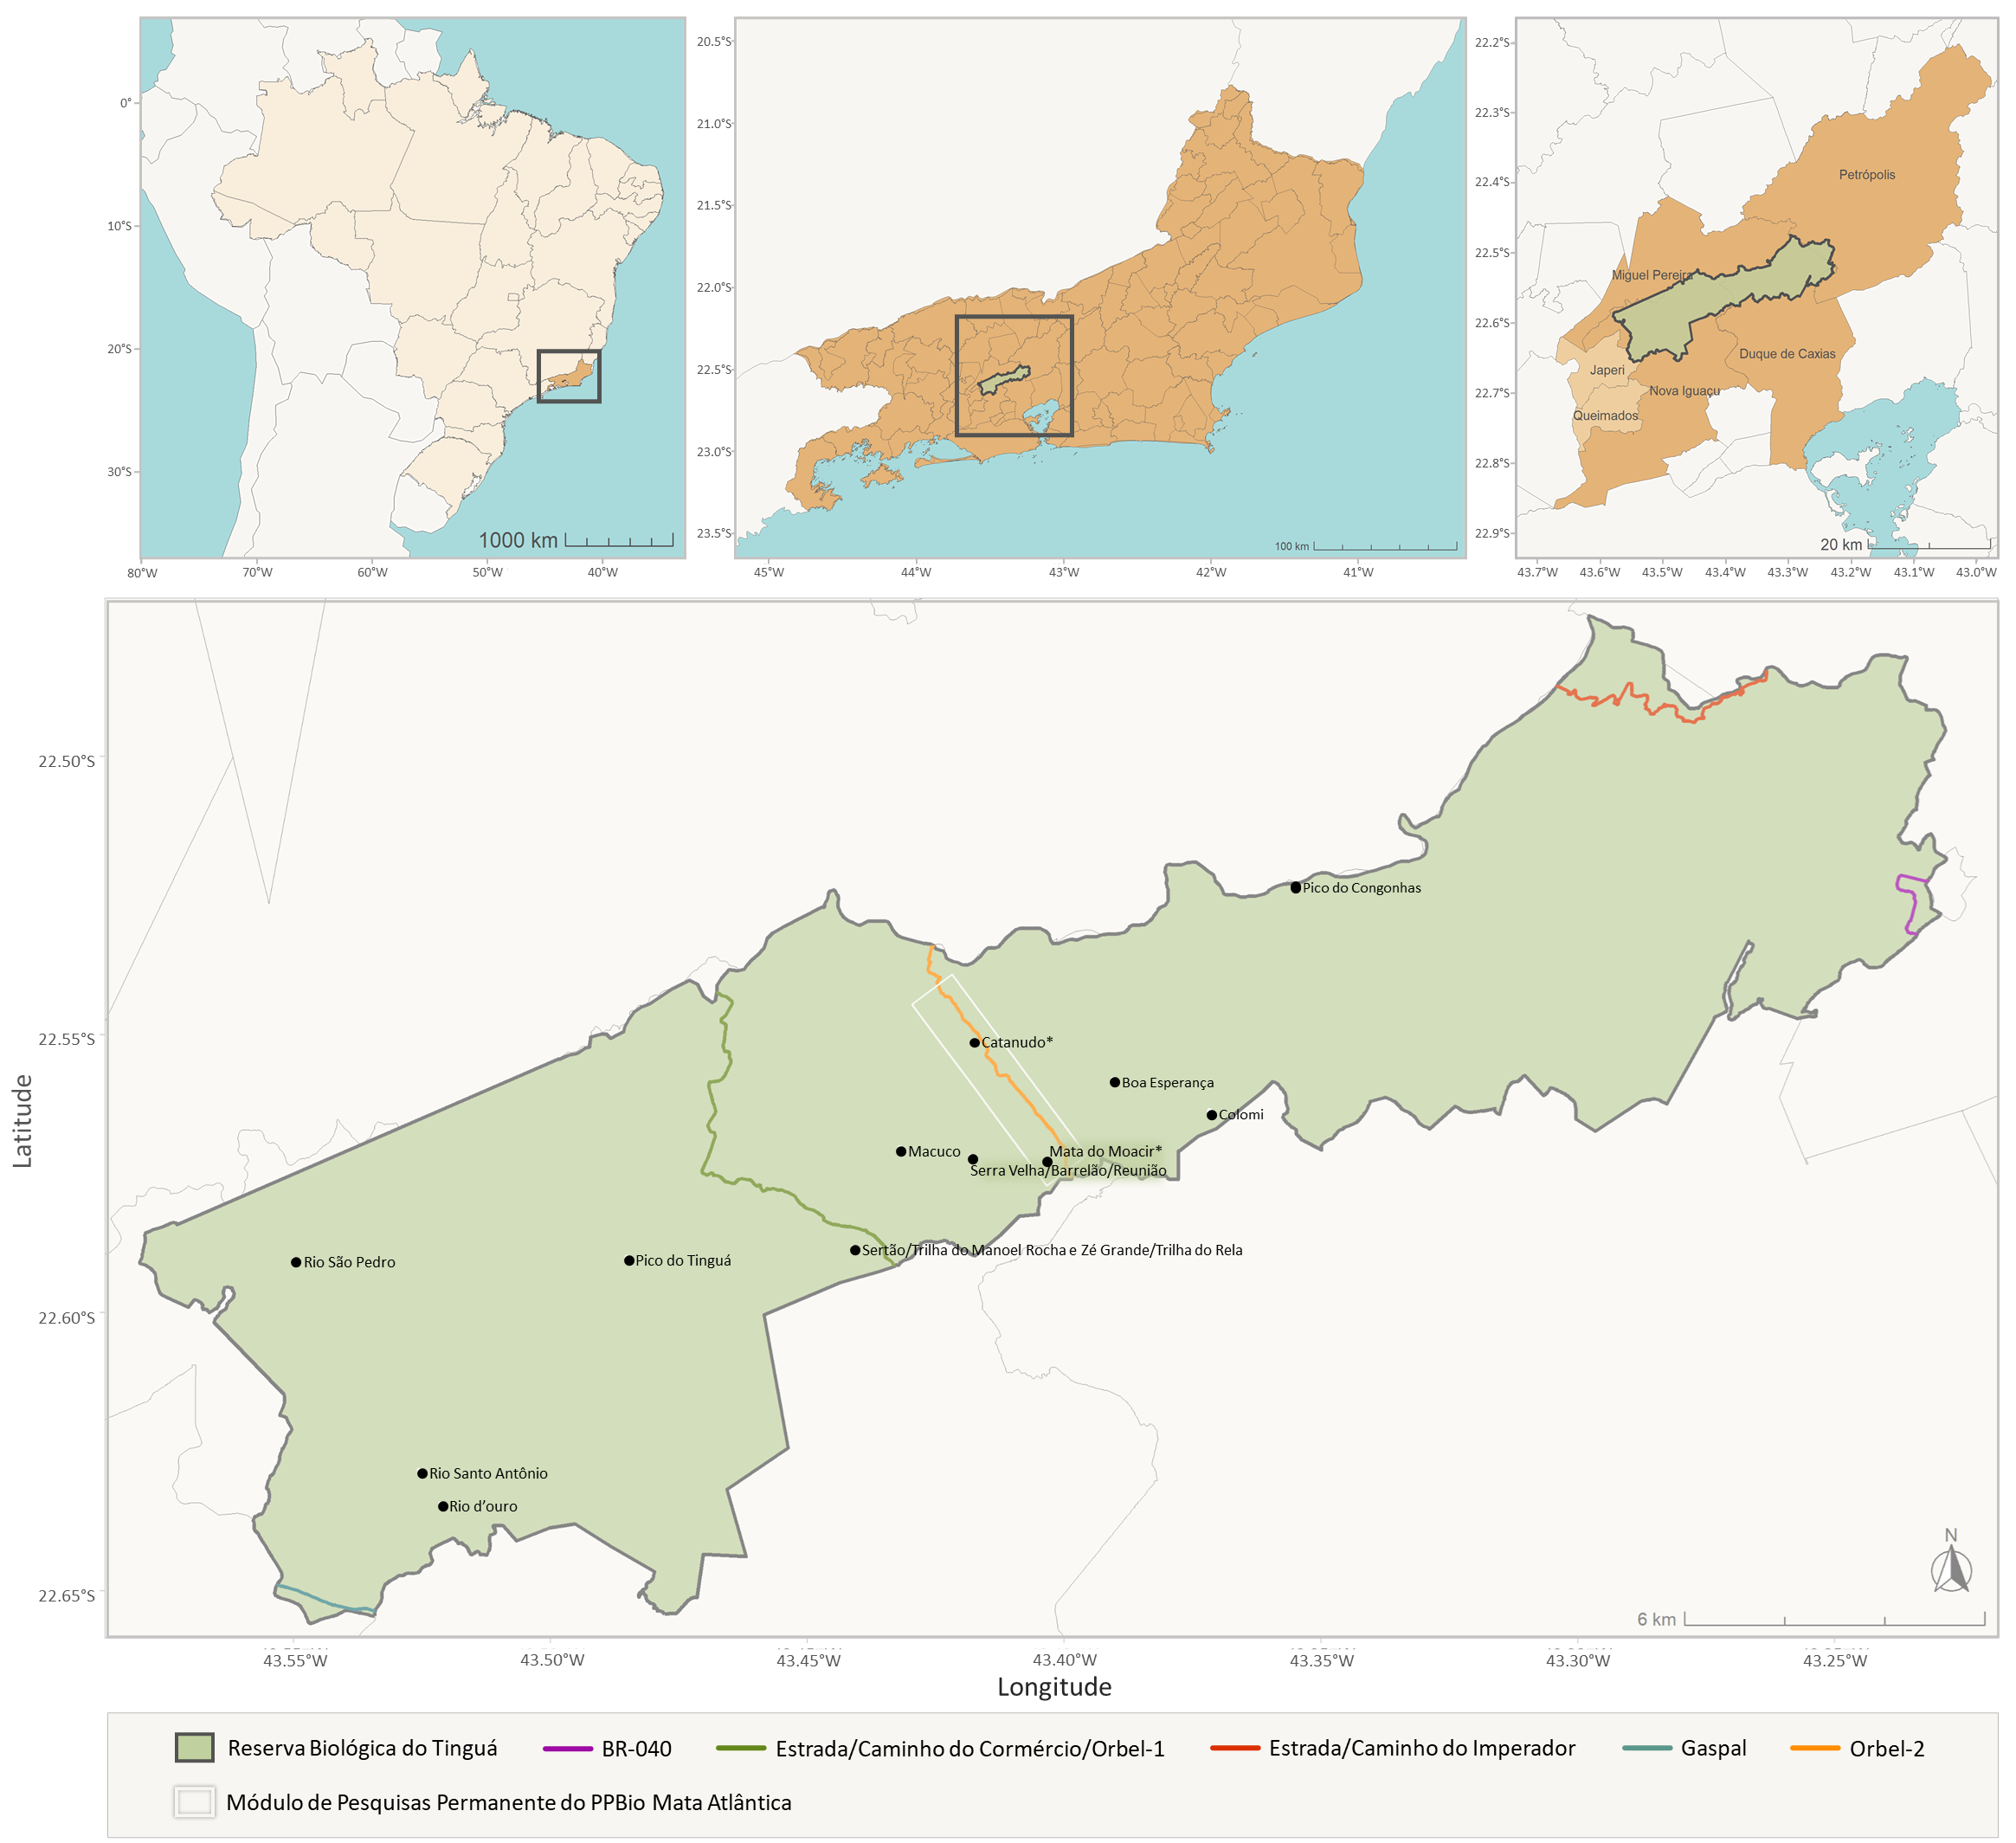 0°
10°S
20°S
30°S
80°W
70°W
60°W
50°W
40°W
1000 km
20.5°S
21.0°S
21.5°S
22.0°S
22.5°S
23.0°S
23.5°S
45°W
44°W
43°W
42°W
41°W
100 km
22.2°S
22.3°S
22.4°S
22.5°S
22.6°S
22.7°S
22.8°S
22.9°S
43.7°W
43.6°W
43.5°W
43.4°W
43.3°W
43.2°W
43.1°W
43.0°W
Petrópolis
Miguel Pereira
Duque de Caxias
Japeri
Nova Iguaçu
Queimados
20 km
Latitude
22.50°S
22.55°S
22.60°S
22.65°S
Pico do Congonhas
Catanudo*
Boa Esperança
Colomi
Macuco
Mata do Moacir*
Serra Velha/Barrelão/Reunião
Sertão/Trilha do Manoel Rocha e Zé Grande/Trilha do Rela
Rio São Pedro
Pico do Tinguá
Rio Santo Antônio
Rio d’ouro
N
6 km
43.55°W
43.50°W
43.45°W
43.40°W
43.35°W
43.30°W
43.25°W
Longitude
Reserva Biológica do Tinguá
BR-040
Estrada/Caminho do Cormércio/Orbel-1
Estrada/Caminho do Imperador
Gaspal
Orbel-2
Módulo de Pesquisas Permanente do PPBio Mata Atlântica